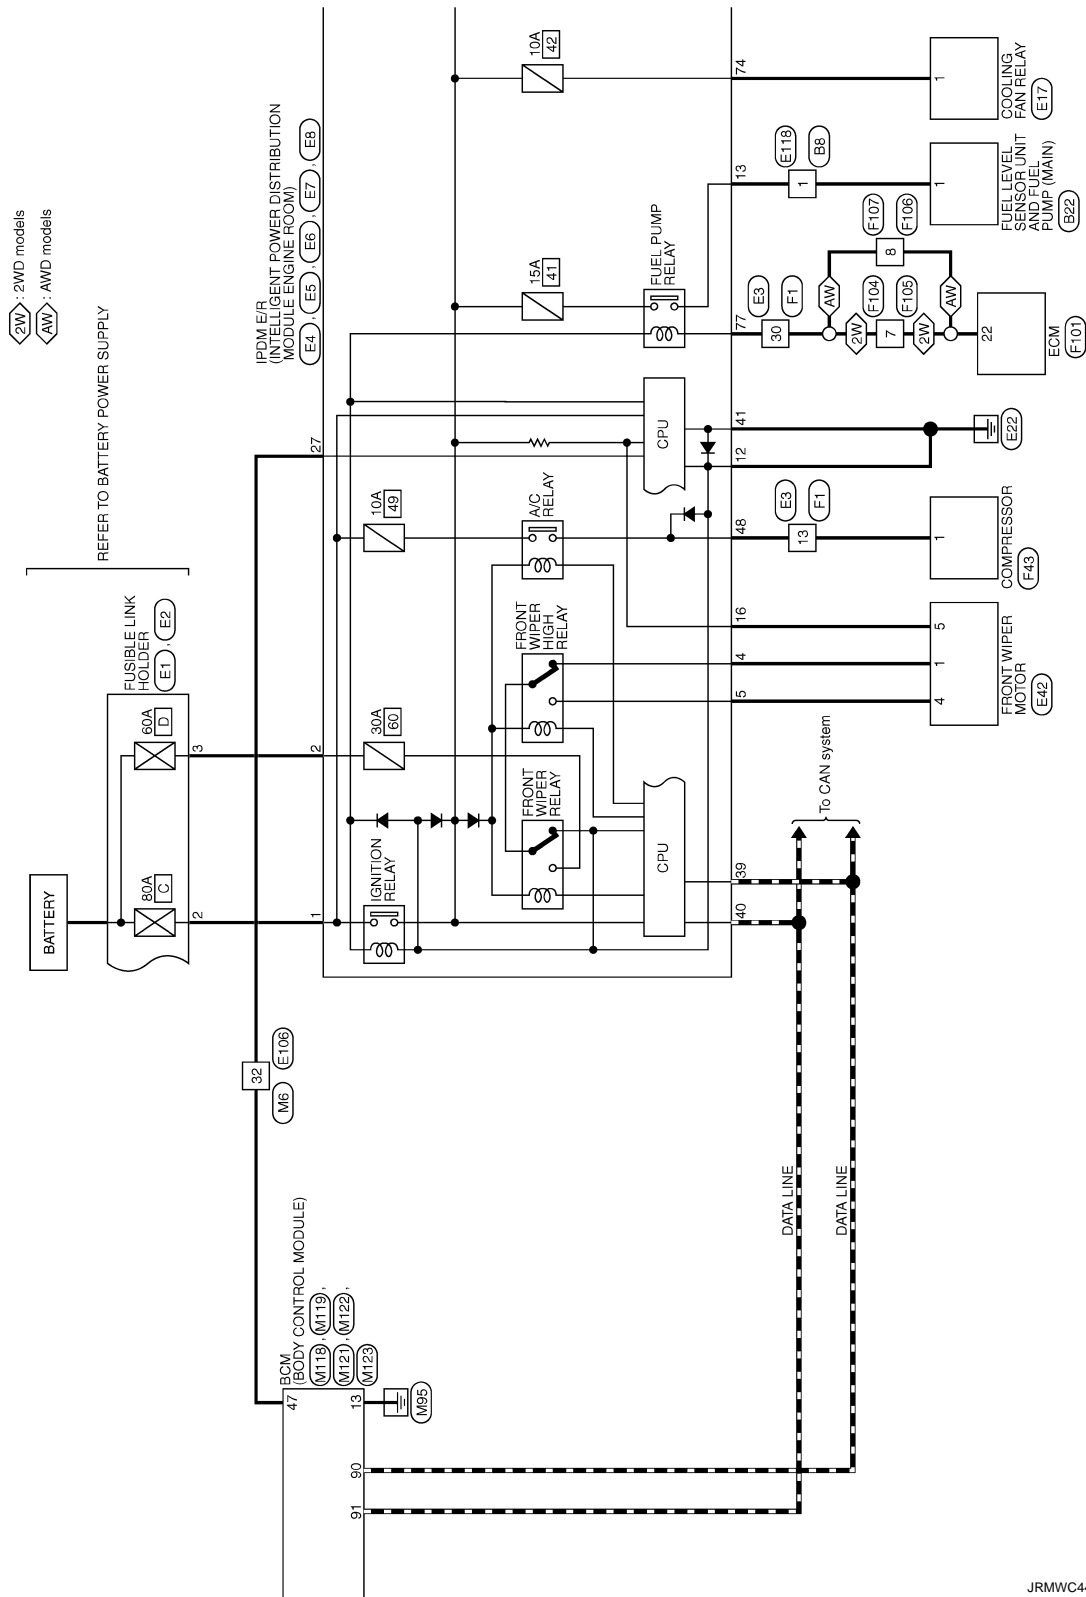 2W : 2WD models
AW : AWD models
REFER TO BATTERY POWER SUPPLY
BATTERY
FUSIBLE LINK
HOLDER
E1 , E2
80A
C
60A
D
2
3
IPDM E/R
(INTELLIGENT POWER DISTRIBUTION
MODULE ENGINE ROOM)
E4 , E5 , E6 , E7 , E8
1
2
27
32
M6
E106
BCM
(BODY CONTROL MODULE)
M118 , M119 ,
M121 , M122 ,
M123
47
13
M95
90
91
IGNITION
RELAY
30A
60
10A
49
FRONT
WIPER
RELAY
FRONT
WIPER
HIGH
RELAY
A/C
RELAY
15A
41
10A
42
CPU
CPU
FUEL PUMP
RELAY
40
39
5
4
16
48
12
41
77
13
74
DATA LINE
DATA LINE
To CAN system
4
1
5
FRONT WIPER
MOTOR
E42
E3
13
F1
1
COMPRESSOR
F43
E22
E3
30
F1
AW
2W
F104
7
F105
2W
AW
F107
8
F106
22
ECM
F101
E118
1
B8
1
FUEL LEVEL
SENSOR UNIT
AND FUEL
PUMP (MAIN)
B22
1
COOLING
FAN RELAY
E17